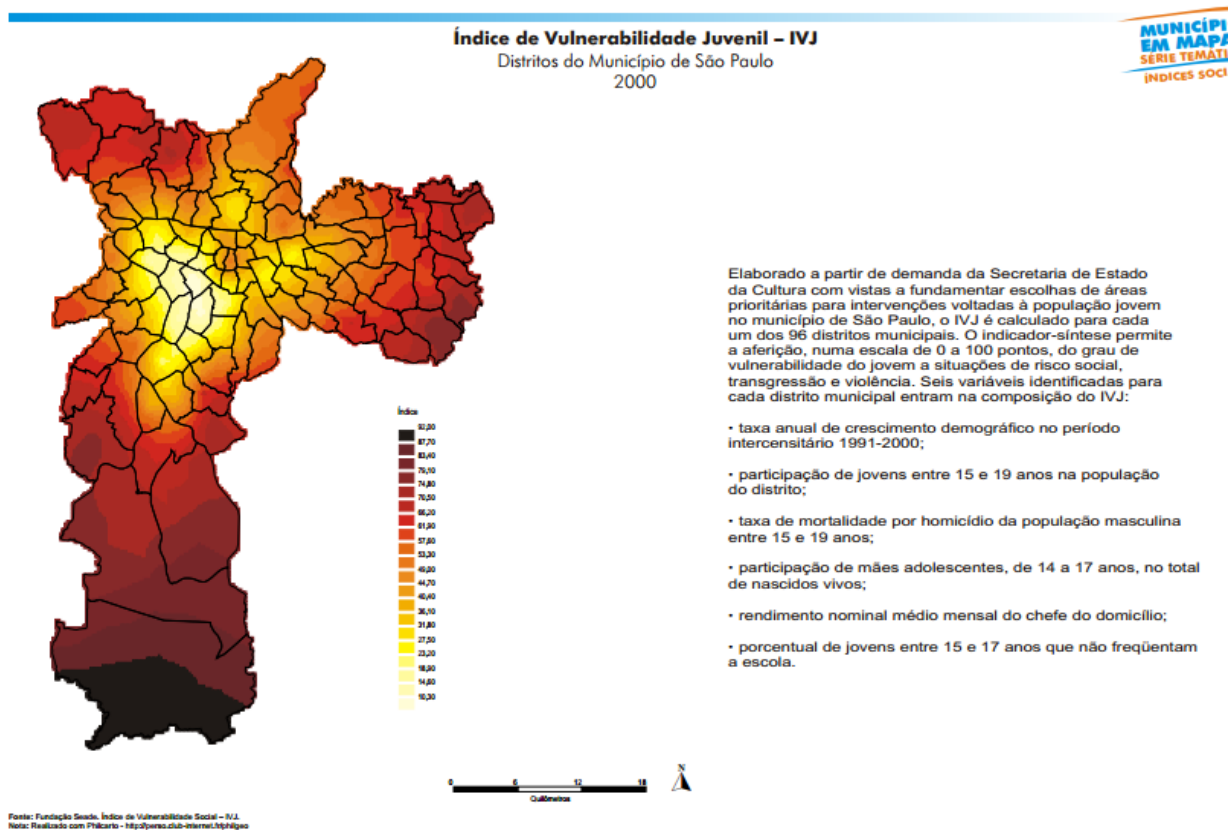 Índice de Vulnerabilidade Juvenil – IVJ
Distritos do Município de São Paulo
2000
MUNICÍPI
EM MAPA
SÉRIE TEMÁTI
ÍNDICES SOCI
Elaborado a partir de demanda da Secretaria de Estado
da Cultura com vistas a fundamentar escolhas de áreas
prioritárias para intervenções voltadas à população jovem
no município de São Paulo, o IVJ é calculado para cada
um dos 96 distritos municipais. O indicador-síntese permite
a aferição, numa escala de 0 a 100 pontos, do grau de
vulnerabilidade do jovem a situações de risco social,
transgressão e violência. Seis variáveis identificadas para
cada distrito municipal entram na composição do IVJ:
• taxa anual de crescimento demográfico no período
intercensitário 1991-2000;
• participação de jovens entre 15 e 19 anos na população
do distrito;
• taxa de mortalidade por homicídio da população masculina
entre 15 e 19 anos;
• participação de mães adolescentes, de 14 a 17 anos, no total
de nascidos vivos;
• rendimento nominal médio mensal do chefe do domicílio;
• porcentual de jovens entre 15 e 17 anos que não freqüentam
a escola.
Índice
92,00
87,70
83,40
79,10
74,80
70,50
66,20
61,90
57,60
53,30
49,00
44,70
40,40
36,10
31,80
27,50
23,20
18,90
14,60
10,30
0 6 12 18
Quilômetros
N
Fonte: Fundação Seade. Índice de Vulnerabilidade Social – IVJ.
Nota: Realizado com Philcarto - http://perso.club-internet.fr/philgeo